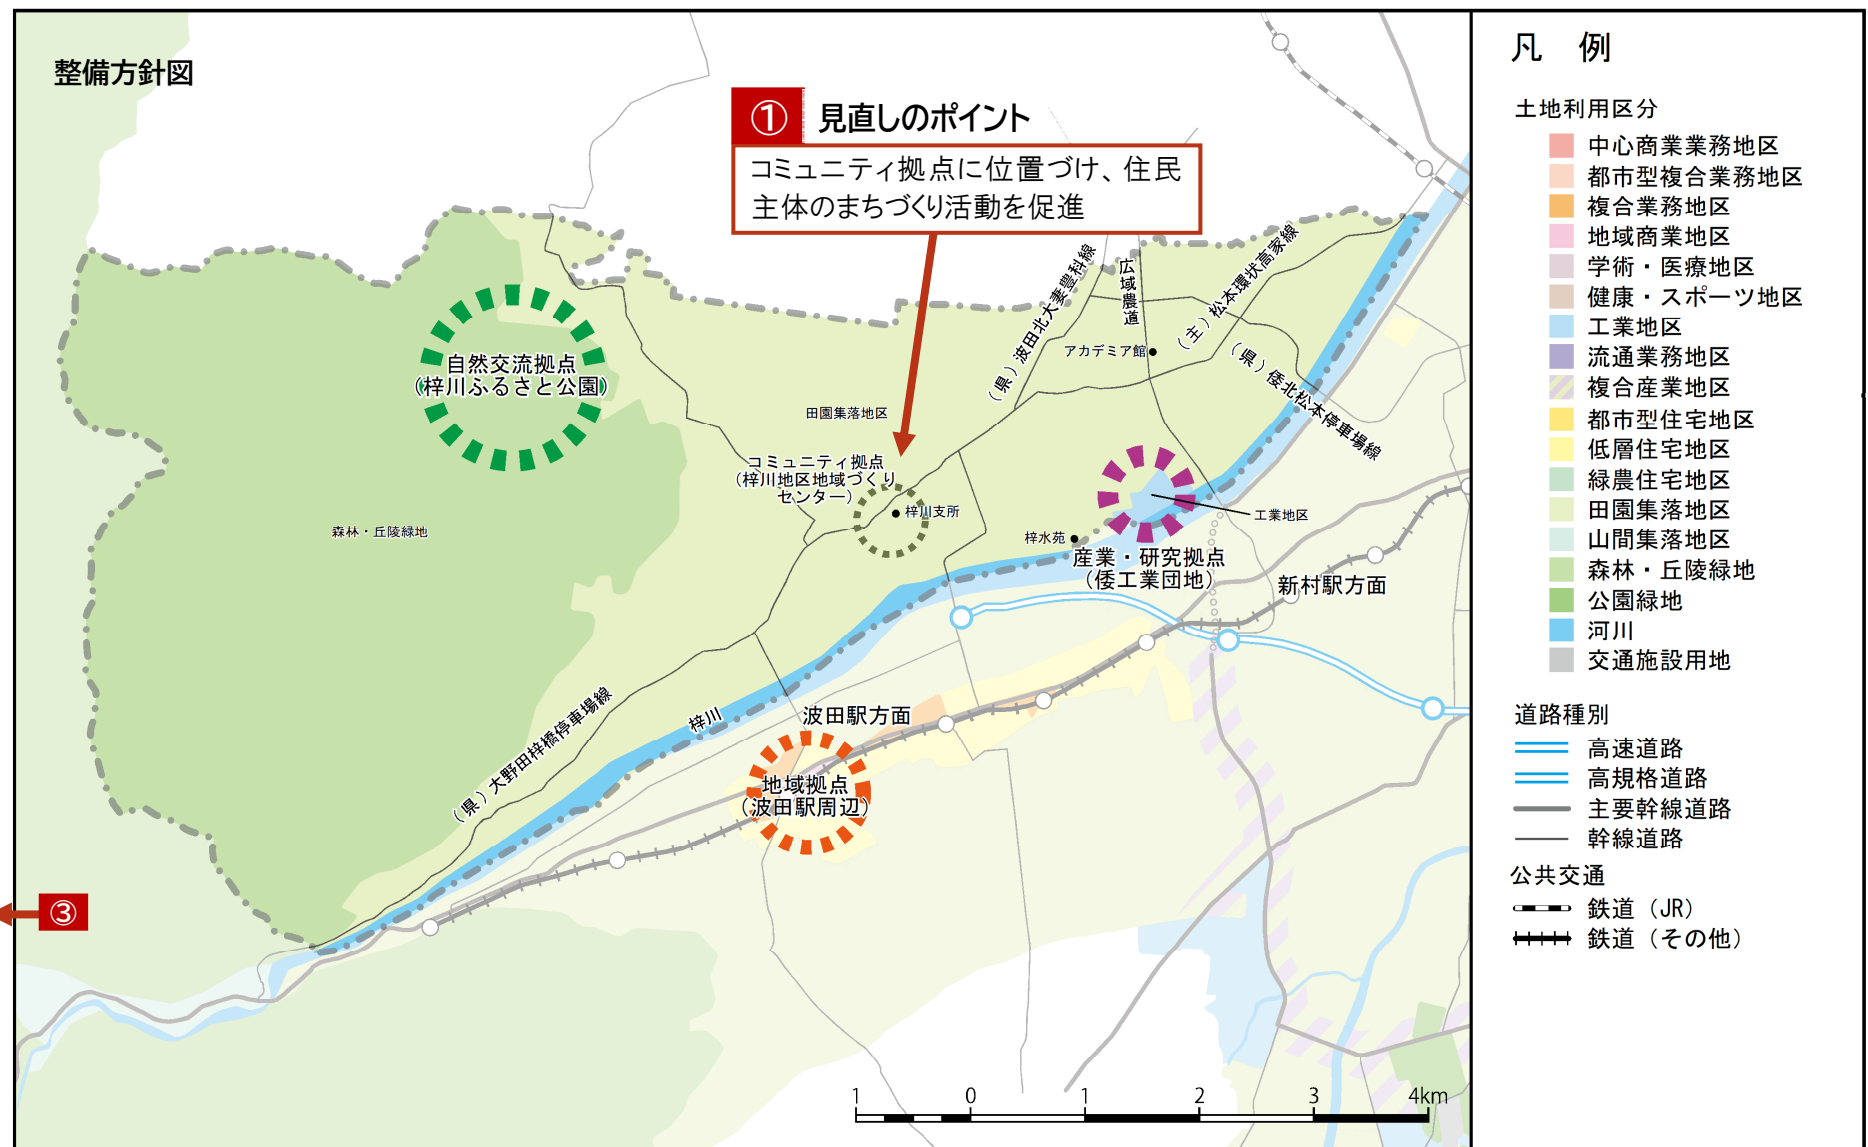 整備方針図
① 見直しのポイント
コミュニティ拠点に位置づけ、住民
主体のまちづくり活動を促進
(県)波田北大妻豊科線
広域農道
(主)松本環状高家線
アカデミア館
(県)倭北松本停車場線
自然交流拠点
(梓川ふるさと公園)
田園集落地区
コミュニティ拠点
(梓川地区地域づくり
センター)
梓川支所
森林・丘陵緑地
工業地区
梓水苑
産業・研究拠点
(倭工業団地)
新村駅方面
(県)大野田梓橋停車場線
梓川
波田駅方面
地域拠点
(波田駅周辺)
③
1 0 1 2 3 4km
凡 例
土地利用区分
中心商業業務地区
都市型複合業務地区
複合業務地区
地域商業地区
学術・医療地区
健康・スポーツ地区
工業地区
流通業務地区
複合産業地区
都市型住宅地区
低層住宅地区
緑農住宅地区
田園集落地区
山間集落地区
森林・丘陵緑地
公園緑地
河川
交通施設用地
道路種別
高速道路
高規格道路
主要幹線道路
幹線道路
公共交通
鉄道(JR)
鉄道(その他)